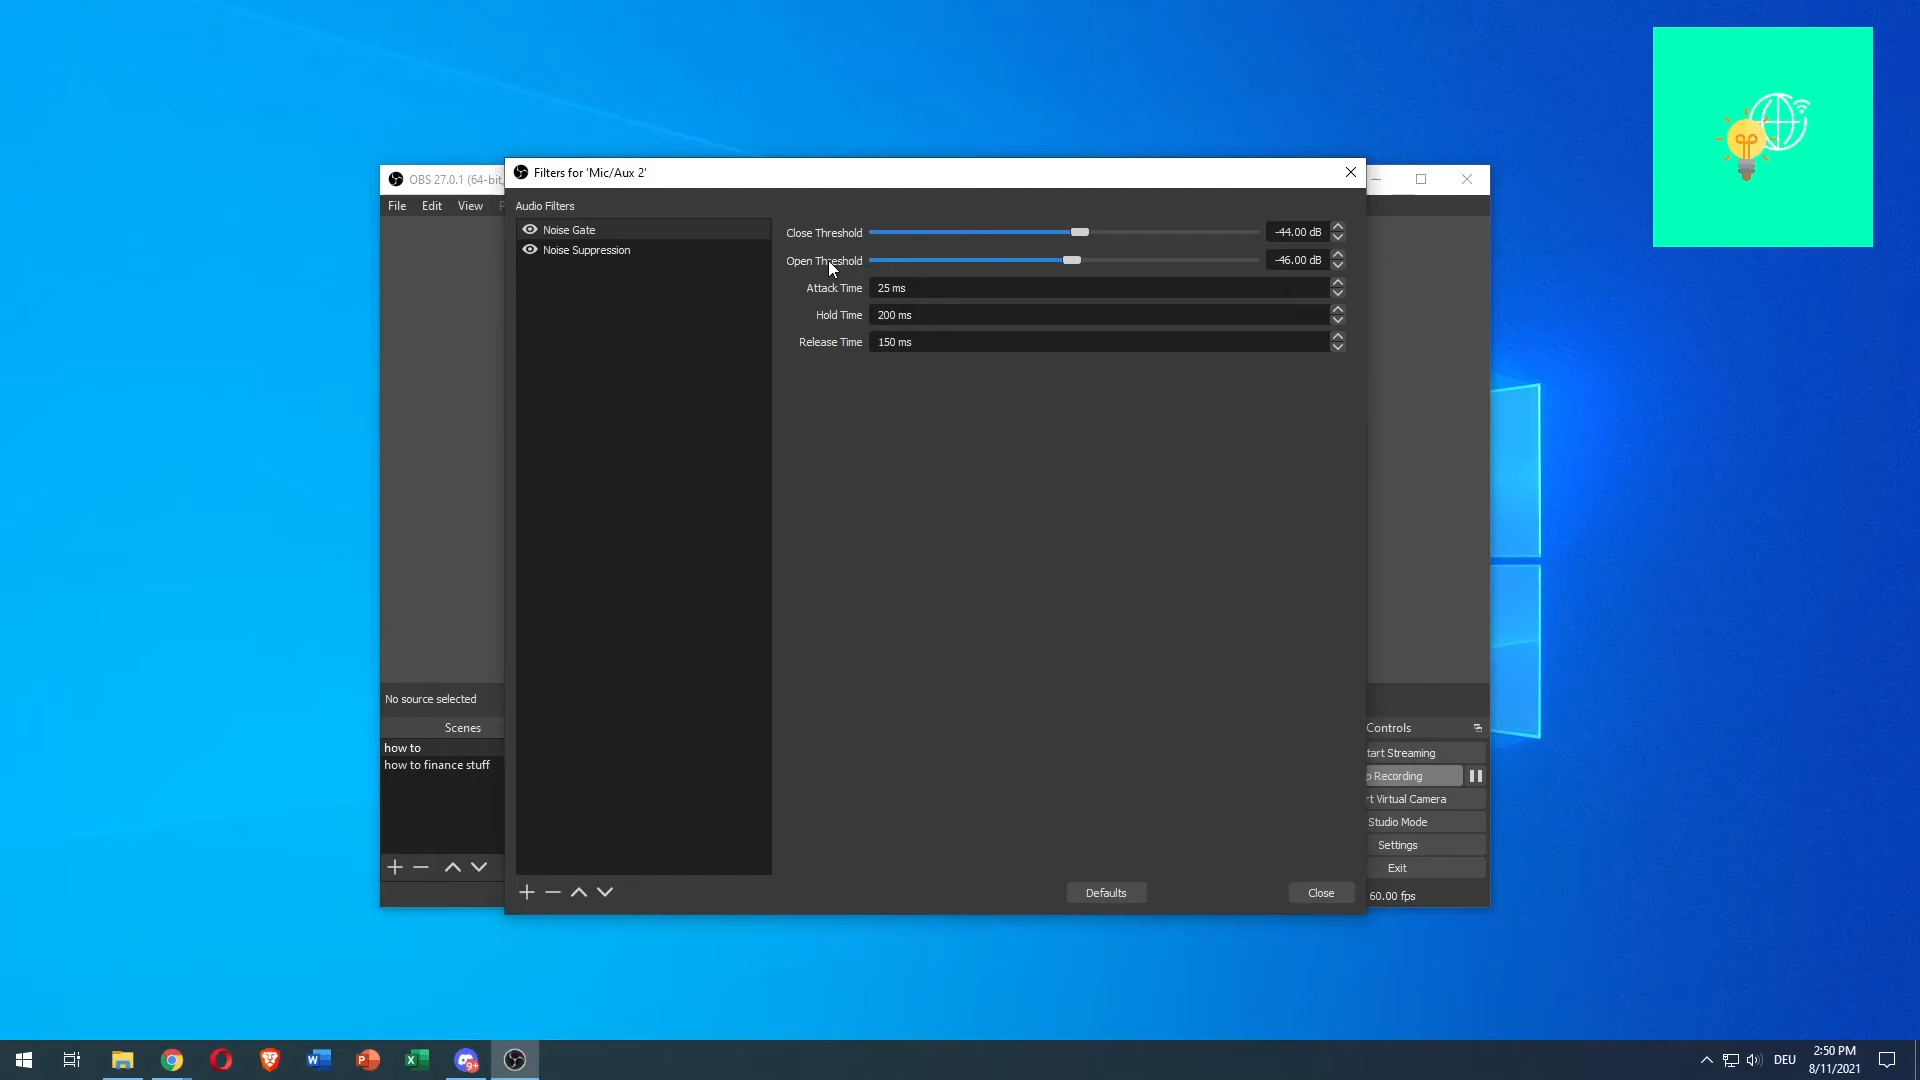 OBS 27.0.1 (64-bit,
File Edit View
Filters for 'Mic/Aux 2'
Audio Filters
Noise Gate
Noise Suppression
Close Threshold -44.00 dB
Open Threshold -46.00 dB
Attack Time 25 ms
Hold Time 200 ms
Release Time 150 ms
No source selected
Scenes
how to
how to finance stuff
Defaults
Close
Controls
tart Streaming
Recording
rt Virtual Camera
Studio Mode
Settings
Exit
60.00 fps
9+
DEU
2:50 PM
8/11/2021